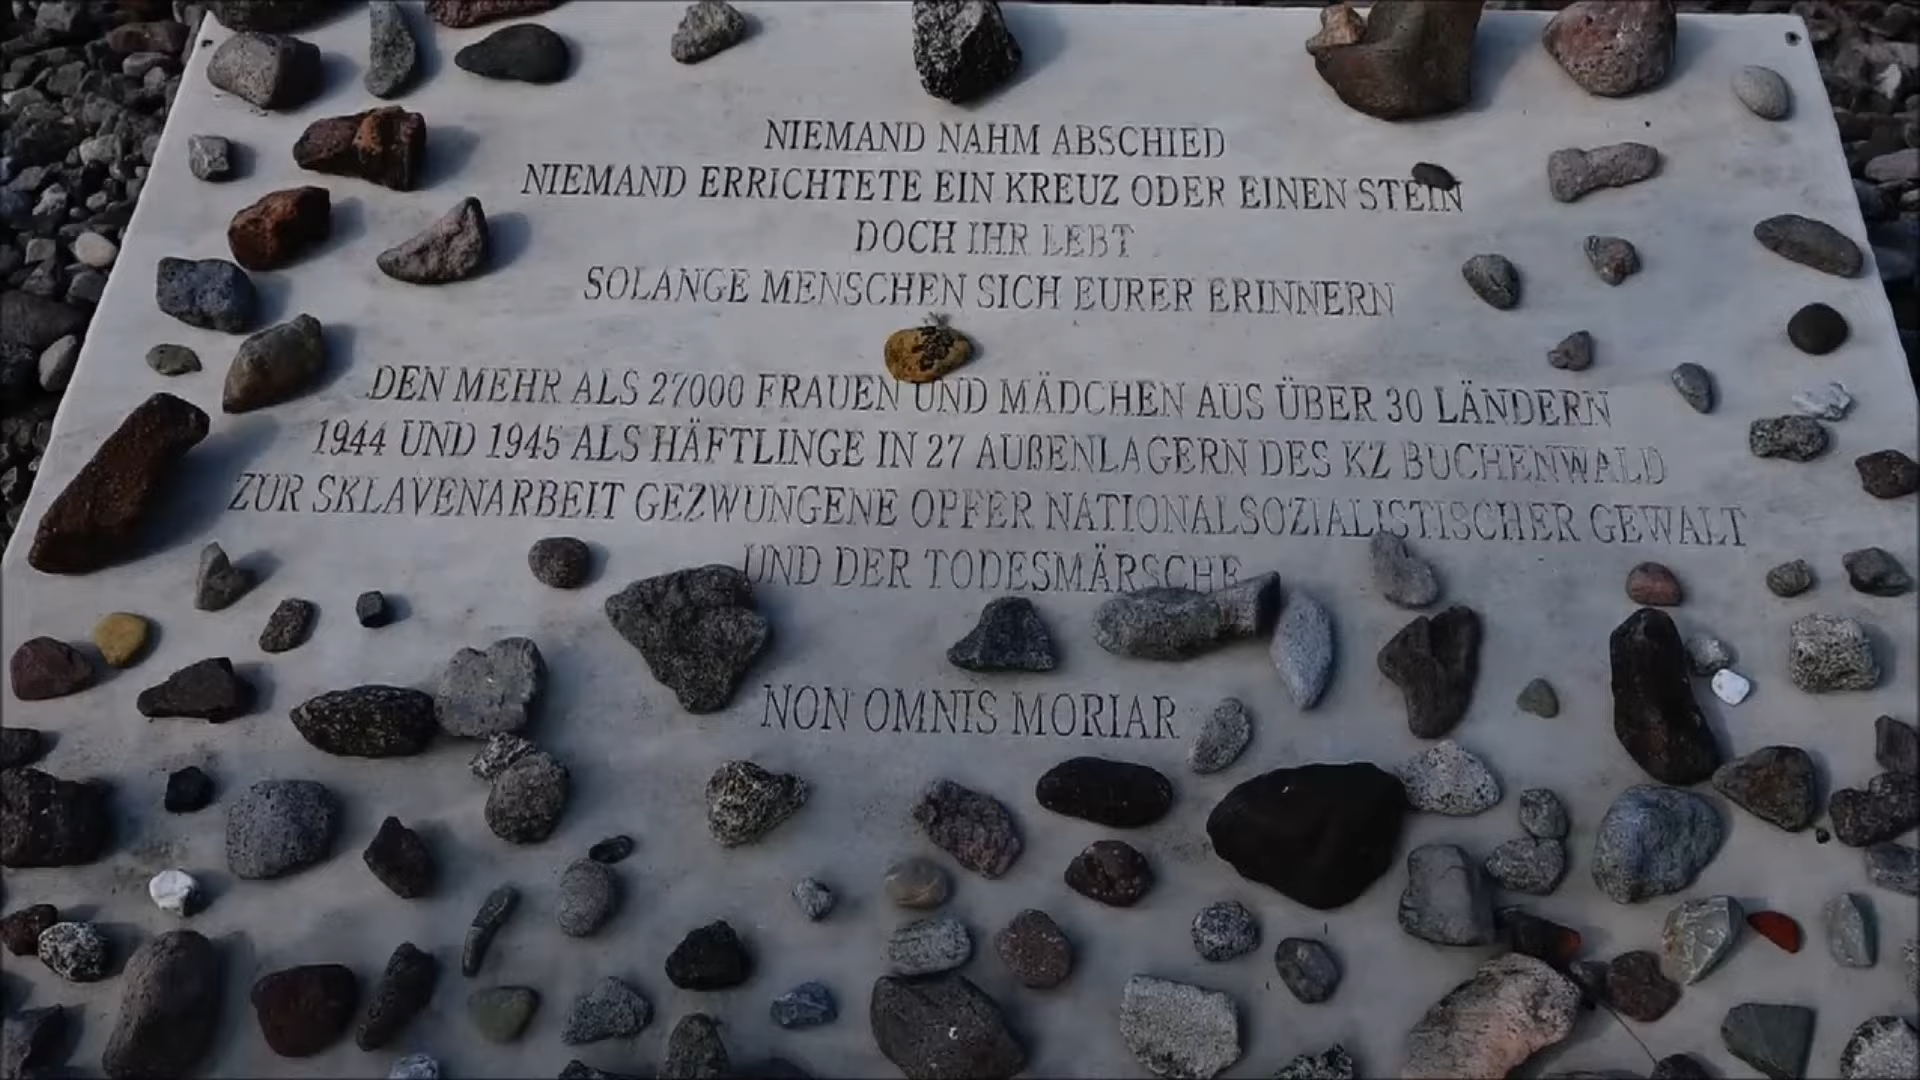 NIEMAND NAHM ABSCHIED
NIEMAND ERRICHTETE EIN KREUZ ODER EINEN STEIN
DOCH IHR LEBT
SOLANGE MENSCHEN SICH EURER ERINNERN
DEN MEHR ALS 27000 FRAUEN UND MÄDCHEN AUS ÜBER 30 LÄNDERN
1944 UND 1945 ALS HÄFTLINGE IN 27 AUßENLAGERN DES KZ BUCHENWALD
ZUR SKLAVENARBEIT GEZWUNGENE OPFER NATIONALSOZIALISTISCHER GEWALT
UND DER TODESMÄRSCHE
NON OMNIS MORIAR